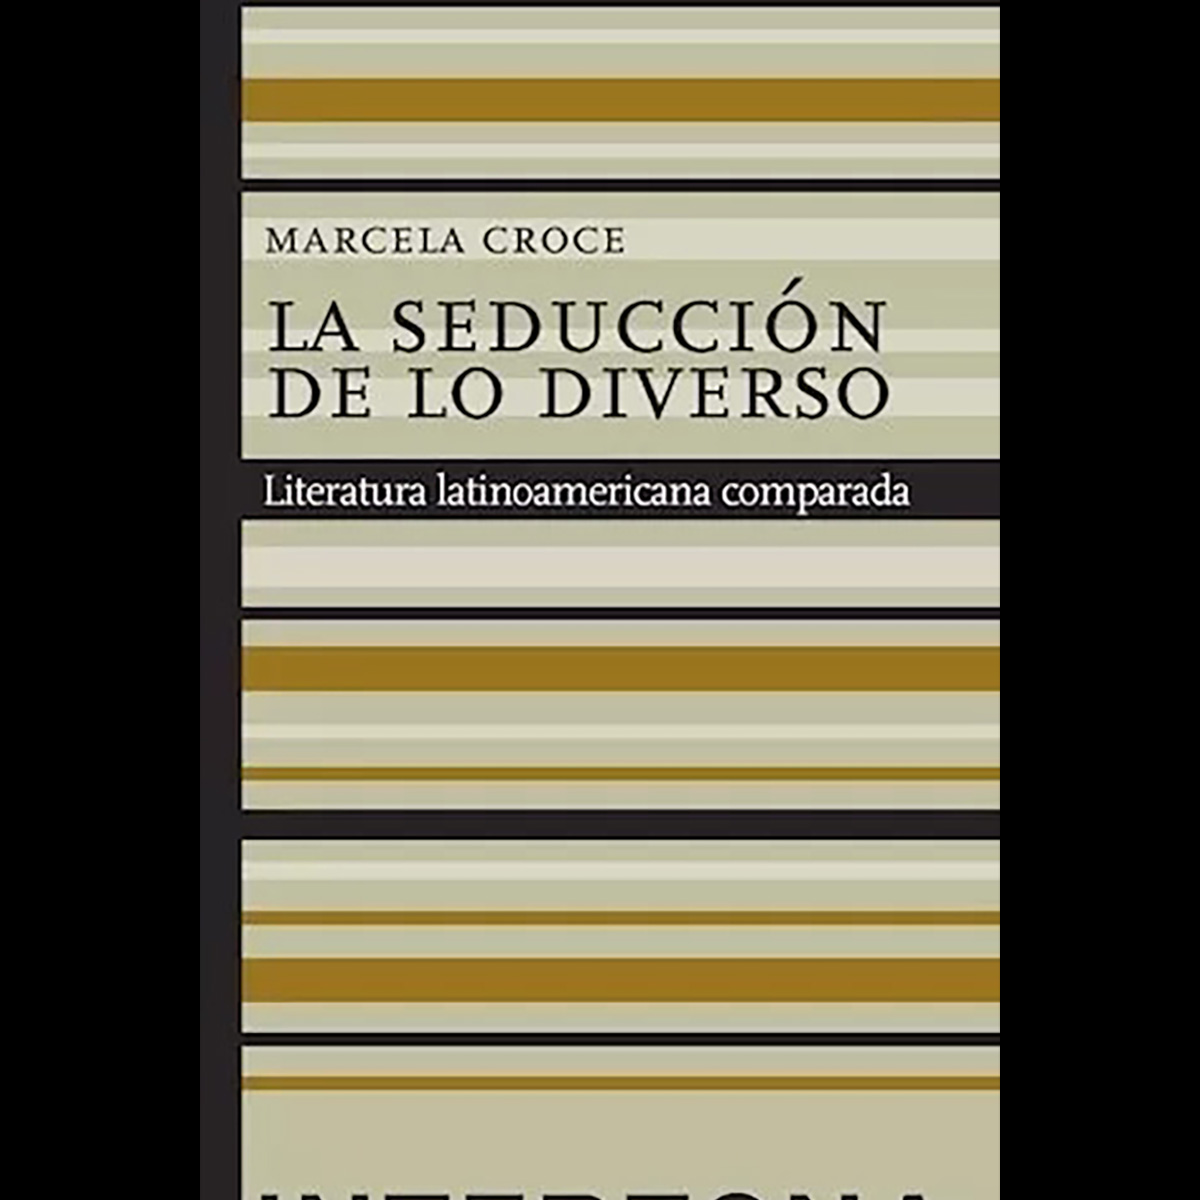 MARCELA CROCE
LA SEDUCCIÓN
DE LO DIVERSO
Literatura latinoamericana comparada